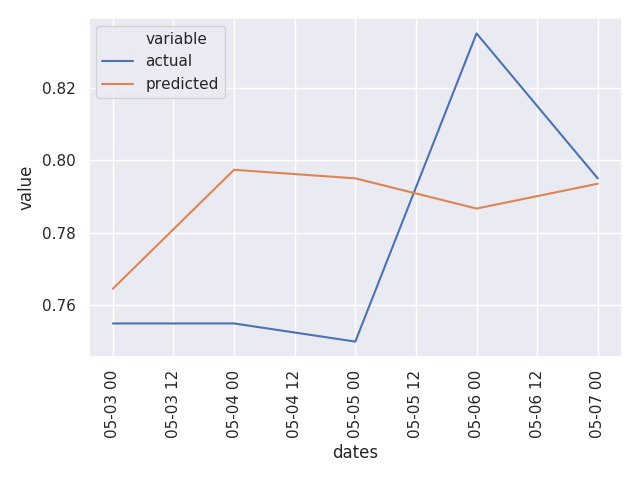 variable
actual
predicted
0.82
0.80
0.78
0.76
value
05-03 00
05-03 12
05-04 00
05-04 12
05-05 00
05-05 12
05-06 00
05-06 12
05-07 00
dates